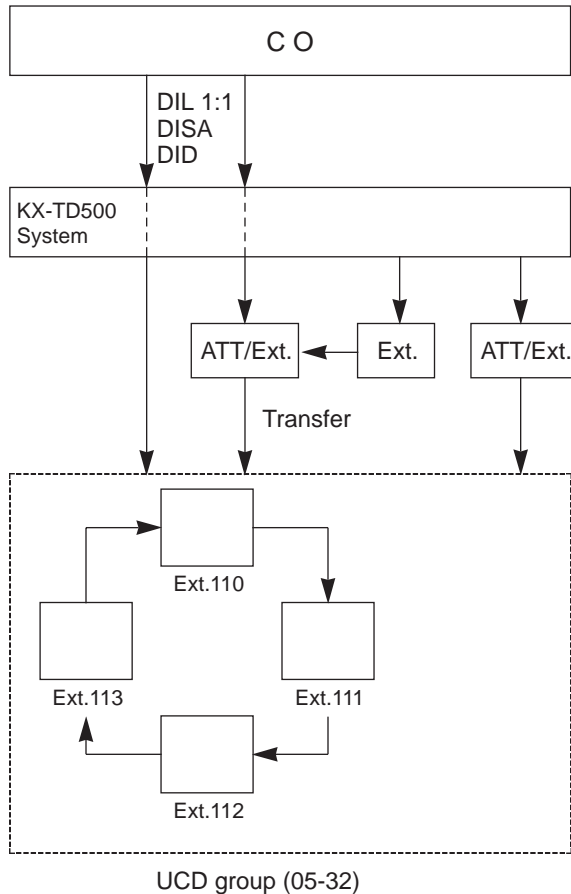 C O
DIL 1:1
DISA
DID
KX-TD500
System
ATT/Ext.
Ext.
ATT/Ext.
Transfer
Ext.110
Ext.113
Ext.111
Ext.112
UCD group (05-32)